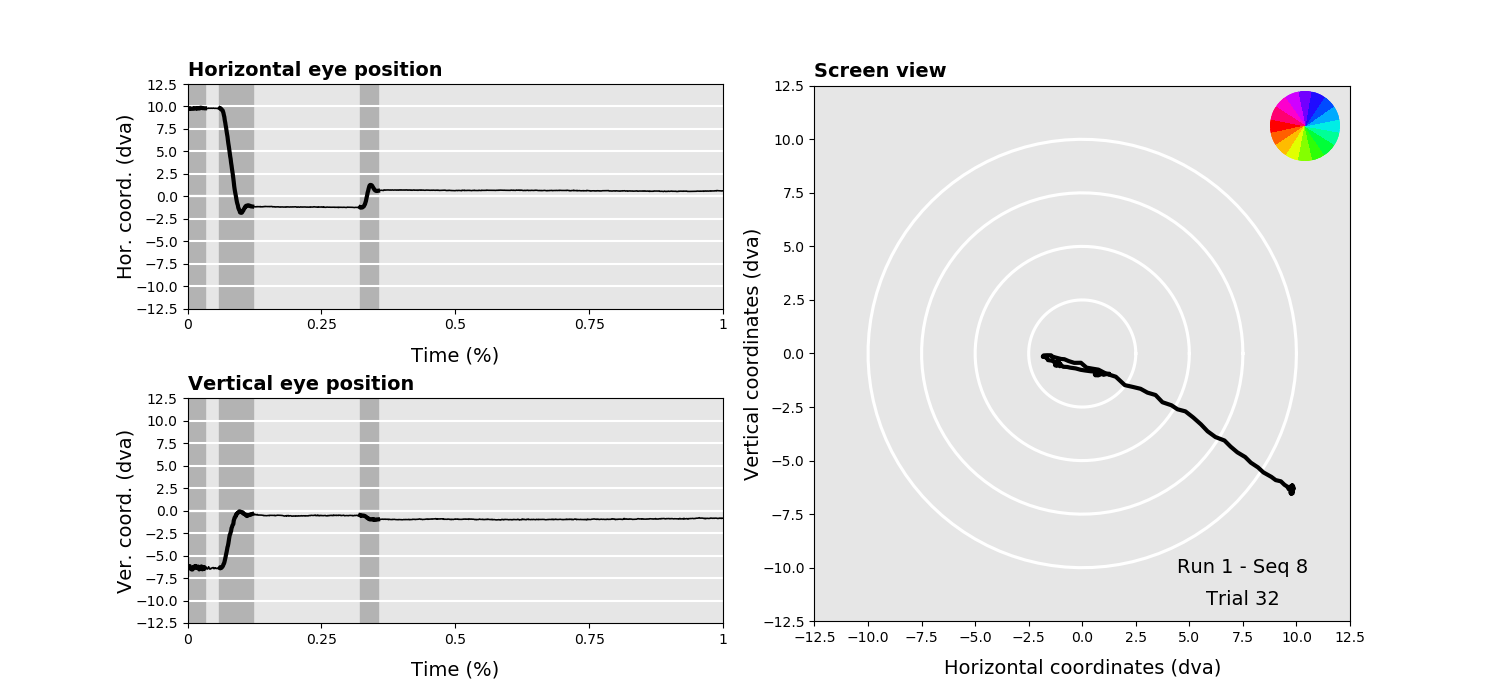 Horizontal eye position
12.5
10.0
7.5
5.0
2.5
0.0
−2.5
−5.0
−7.5
−10.0
−12.5
Hor. coord. (dva)
0 0.25 0.5 0.75 1
Time (%)
Vertical eye position
12.5
10.0
7.5
5.0
2.5
0.0
−2.5
−5.0
−7.5
−10.0
−12.5
Ver. coord. (dva)
0 0.25 0.5 0.75 1
Time (%)
Screen view
12.5
10.0
7.5
5.0
2.5
0.0
−2.5
−5.0
−7.5
−10.0
−12.5
Vertical coordinates (dva)
Run 1 - Seq 8
Trial 32
−12.5 −10.0 −7.5 −5.0 −2.5 0.0 2.5 5.0 7.5 10.0 12.5
Horizontal coordinates (dva)